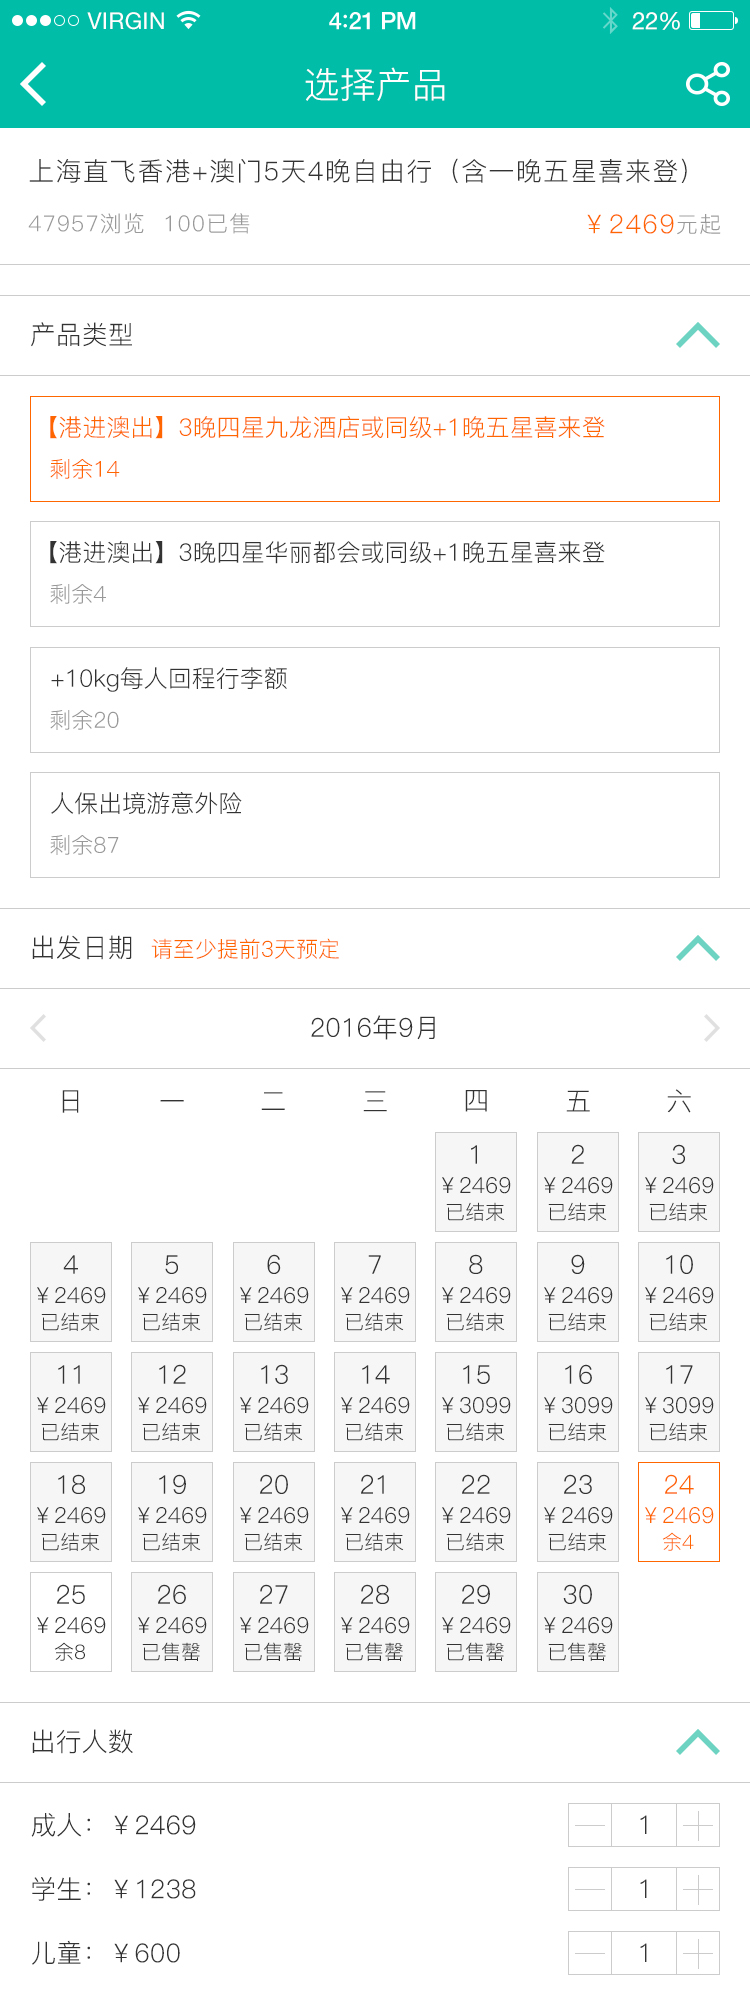 VIRGIN 4:21 PM 22%
选择产品
上海直飞香港+澳门5天4晚自由行（含一晚五星喜来登）
47957浏览 100已售 ¥2469元起
产品类型
【港进澳出】3晚四星九龙酒店或同级+1晚五星喜来登
剩余14
【港进澳出】3晚四星华丽都会或同级+1晚五星喜来登
剩余4
+10kg每人回程行李额
剩余20
人保出境游意外险
剩余87
出发日期 请至少提前3天预定
2016年9月
日 一 二 三 四 五 六
1 2 3
¥2469 ¥2469 ¥2469
已结束 已结束 已结束
4 5 6 7 8 9 10
¥2469 ¥2469 ¥2469 ¥2469 ¥2469 ¥2469 ¥2469
已结束 已结束 已结束 已结束 已结束 已结束 已结束
11 12 13 14 15 16 17
¥2469 ¥2469 ¥2469 ¥2469 ¥3099 ¥3099 ¥3099
已结束 已结束 已结束 已结束 已结束 已结束 已结束
18 19 20 21 22 23 24
¥2469 ¥2469 ¥2469 ¥2469 ¥2469 ¥2469 ¥2469
已结束 已结束 已结束 已结束 已结束 已结束 余4
25 26 27 28 29 30
¥2469 ¥2469 ¥2469 ¥2469 ¥2469 ¥2469
余8 已售罄 已售罄 已售罄 已售罄 已售罄
出行人数
成人：¥2469 1
学生：¥1238 1
儿童：¥600 1